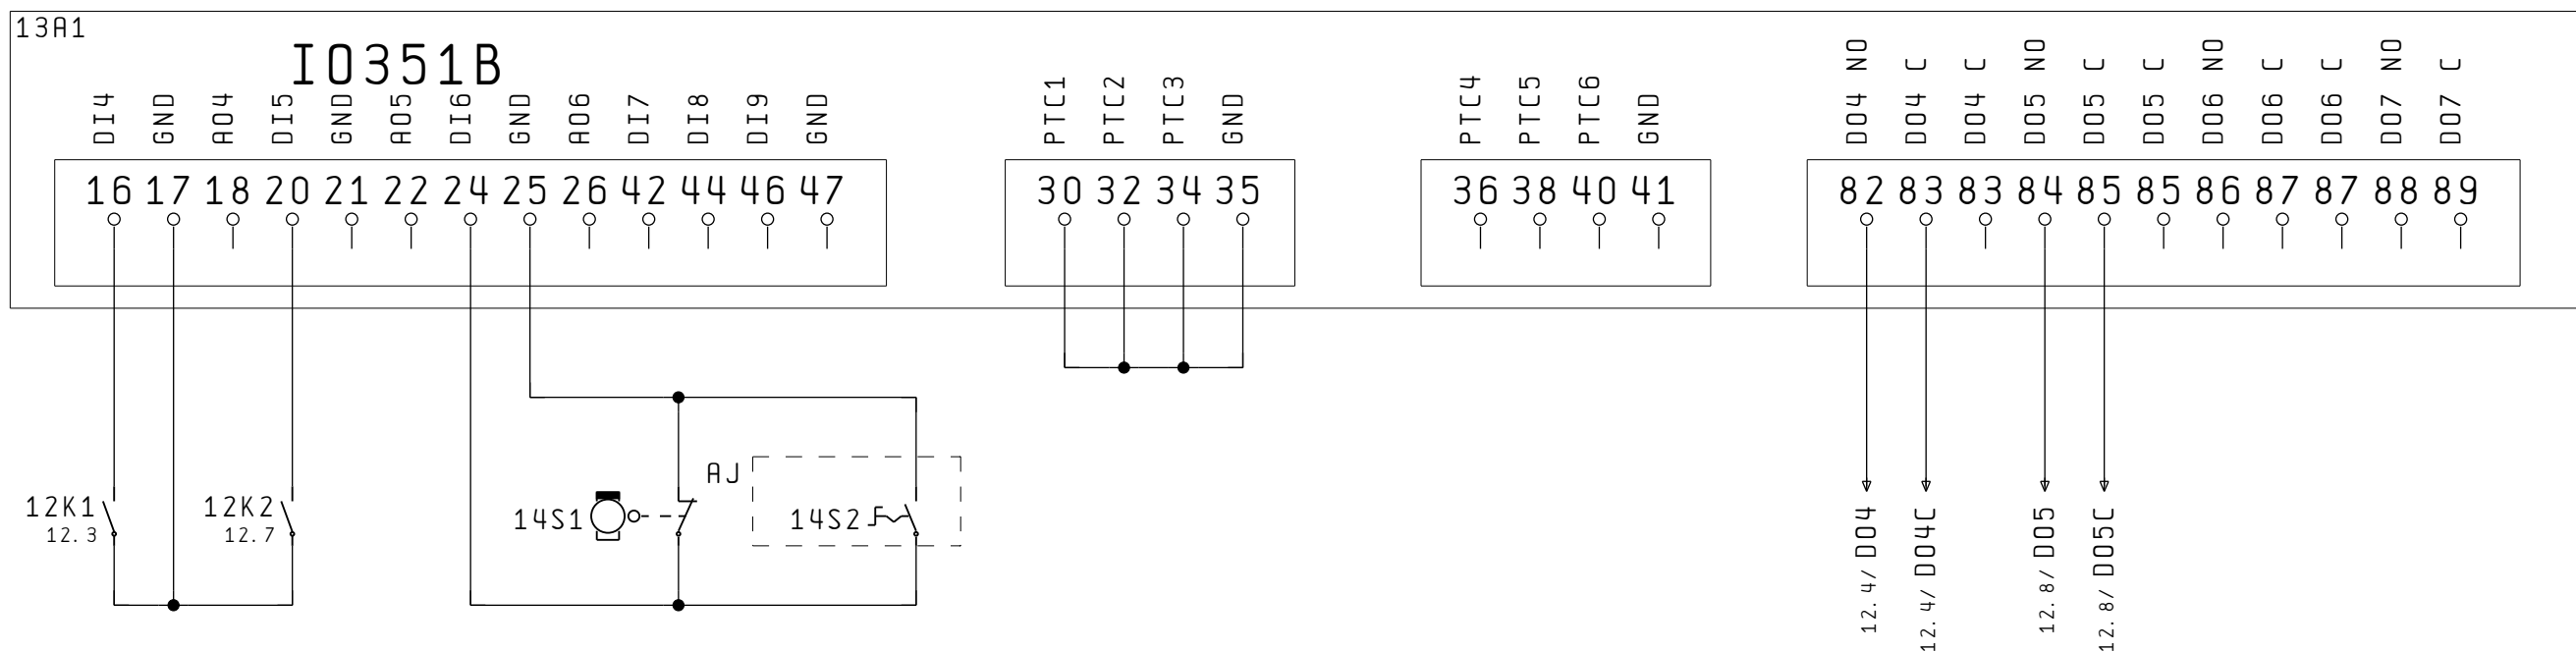 13A1
IO351B
DI4 GND AO4 DI5 GND AO5 DI6 GND AO6 DI7 DI8 DI9 GND
PTC1 PTC2 PTC3 GND
PTC4 PTC5 PTC6 GND
DO4 NO DO4 C DO4 C DO5 NO DO5 C DO5 C DO6 NO DO6 C DO6 C DO7 NO DO7 C
16 17 18 20 21 22 24 25 26 42 44 46 47
30 32 34 35
36 38 40 41
82 83 83 84 85 85 86 87 87 88 89
12K1
12.3
12K2
12.7
14S1
AJ
14S2
12.4/ DO4
12.4/ DO4C
12.8/ DO5
12.8/ DO5C